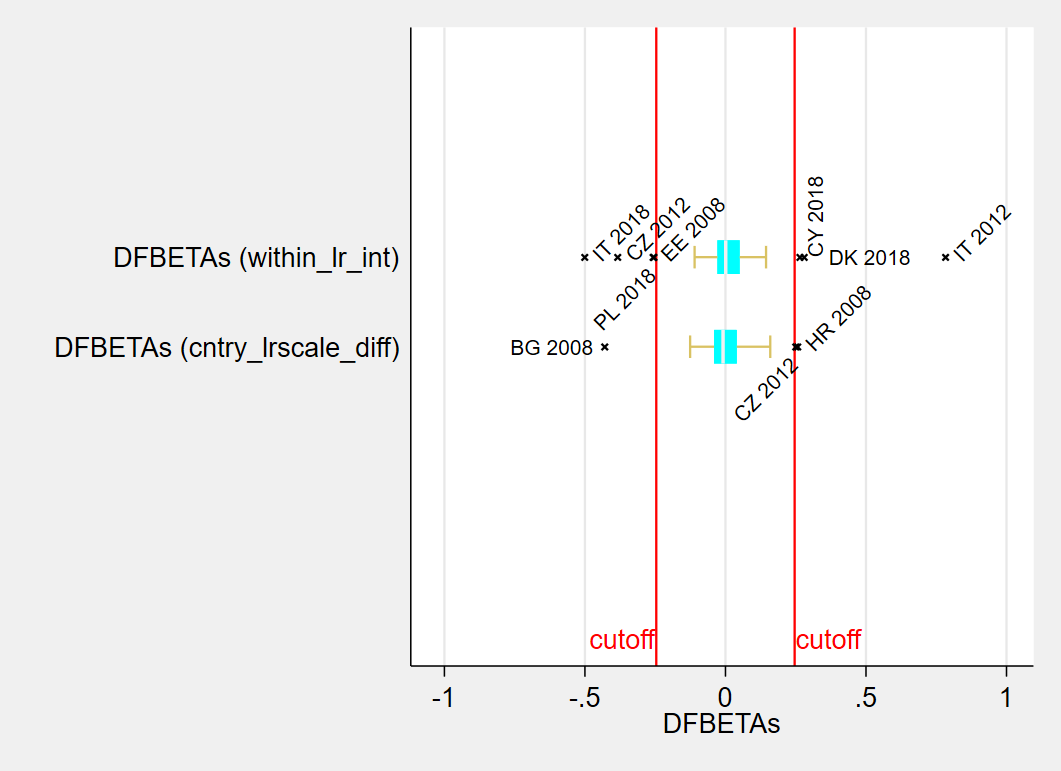 IT 2018
CZ 2012
EE 2008
CY 2018
IT 2012
DFBETAs (within_lr_int)
DK 2018
PL 2018
HR 2008
DFBETAs (cntry_lrscale_diff)
BG 2008
CZ 2012
cutoff
cutoff
-1
-.5
0
.5
1
DFBETAs